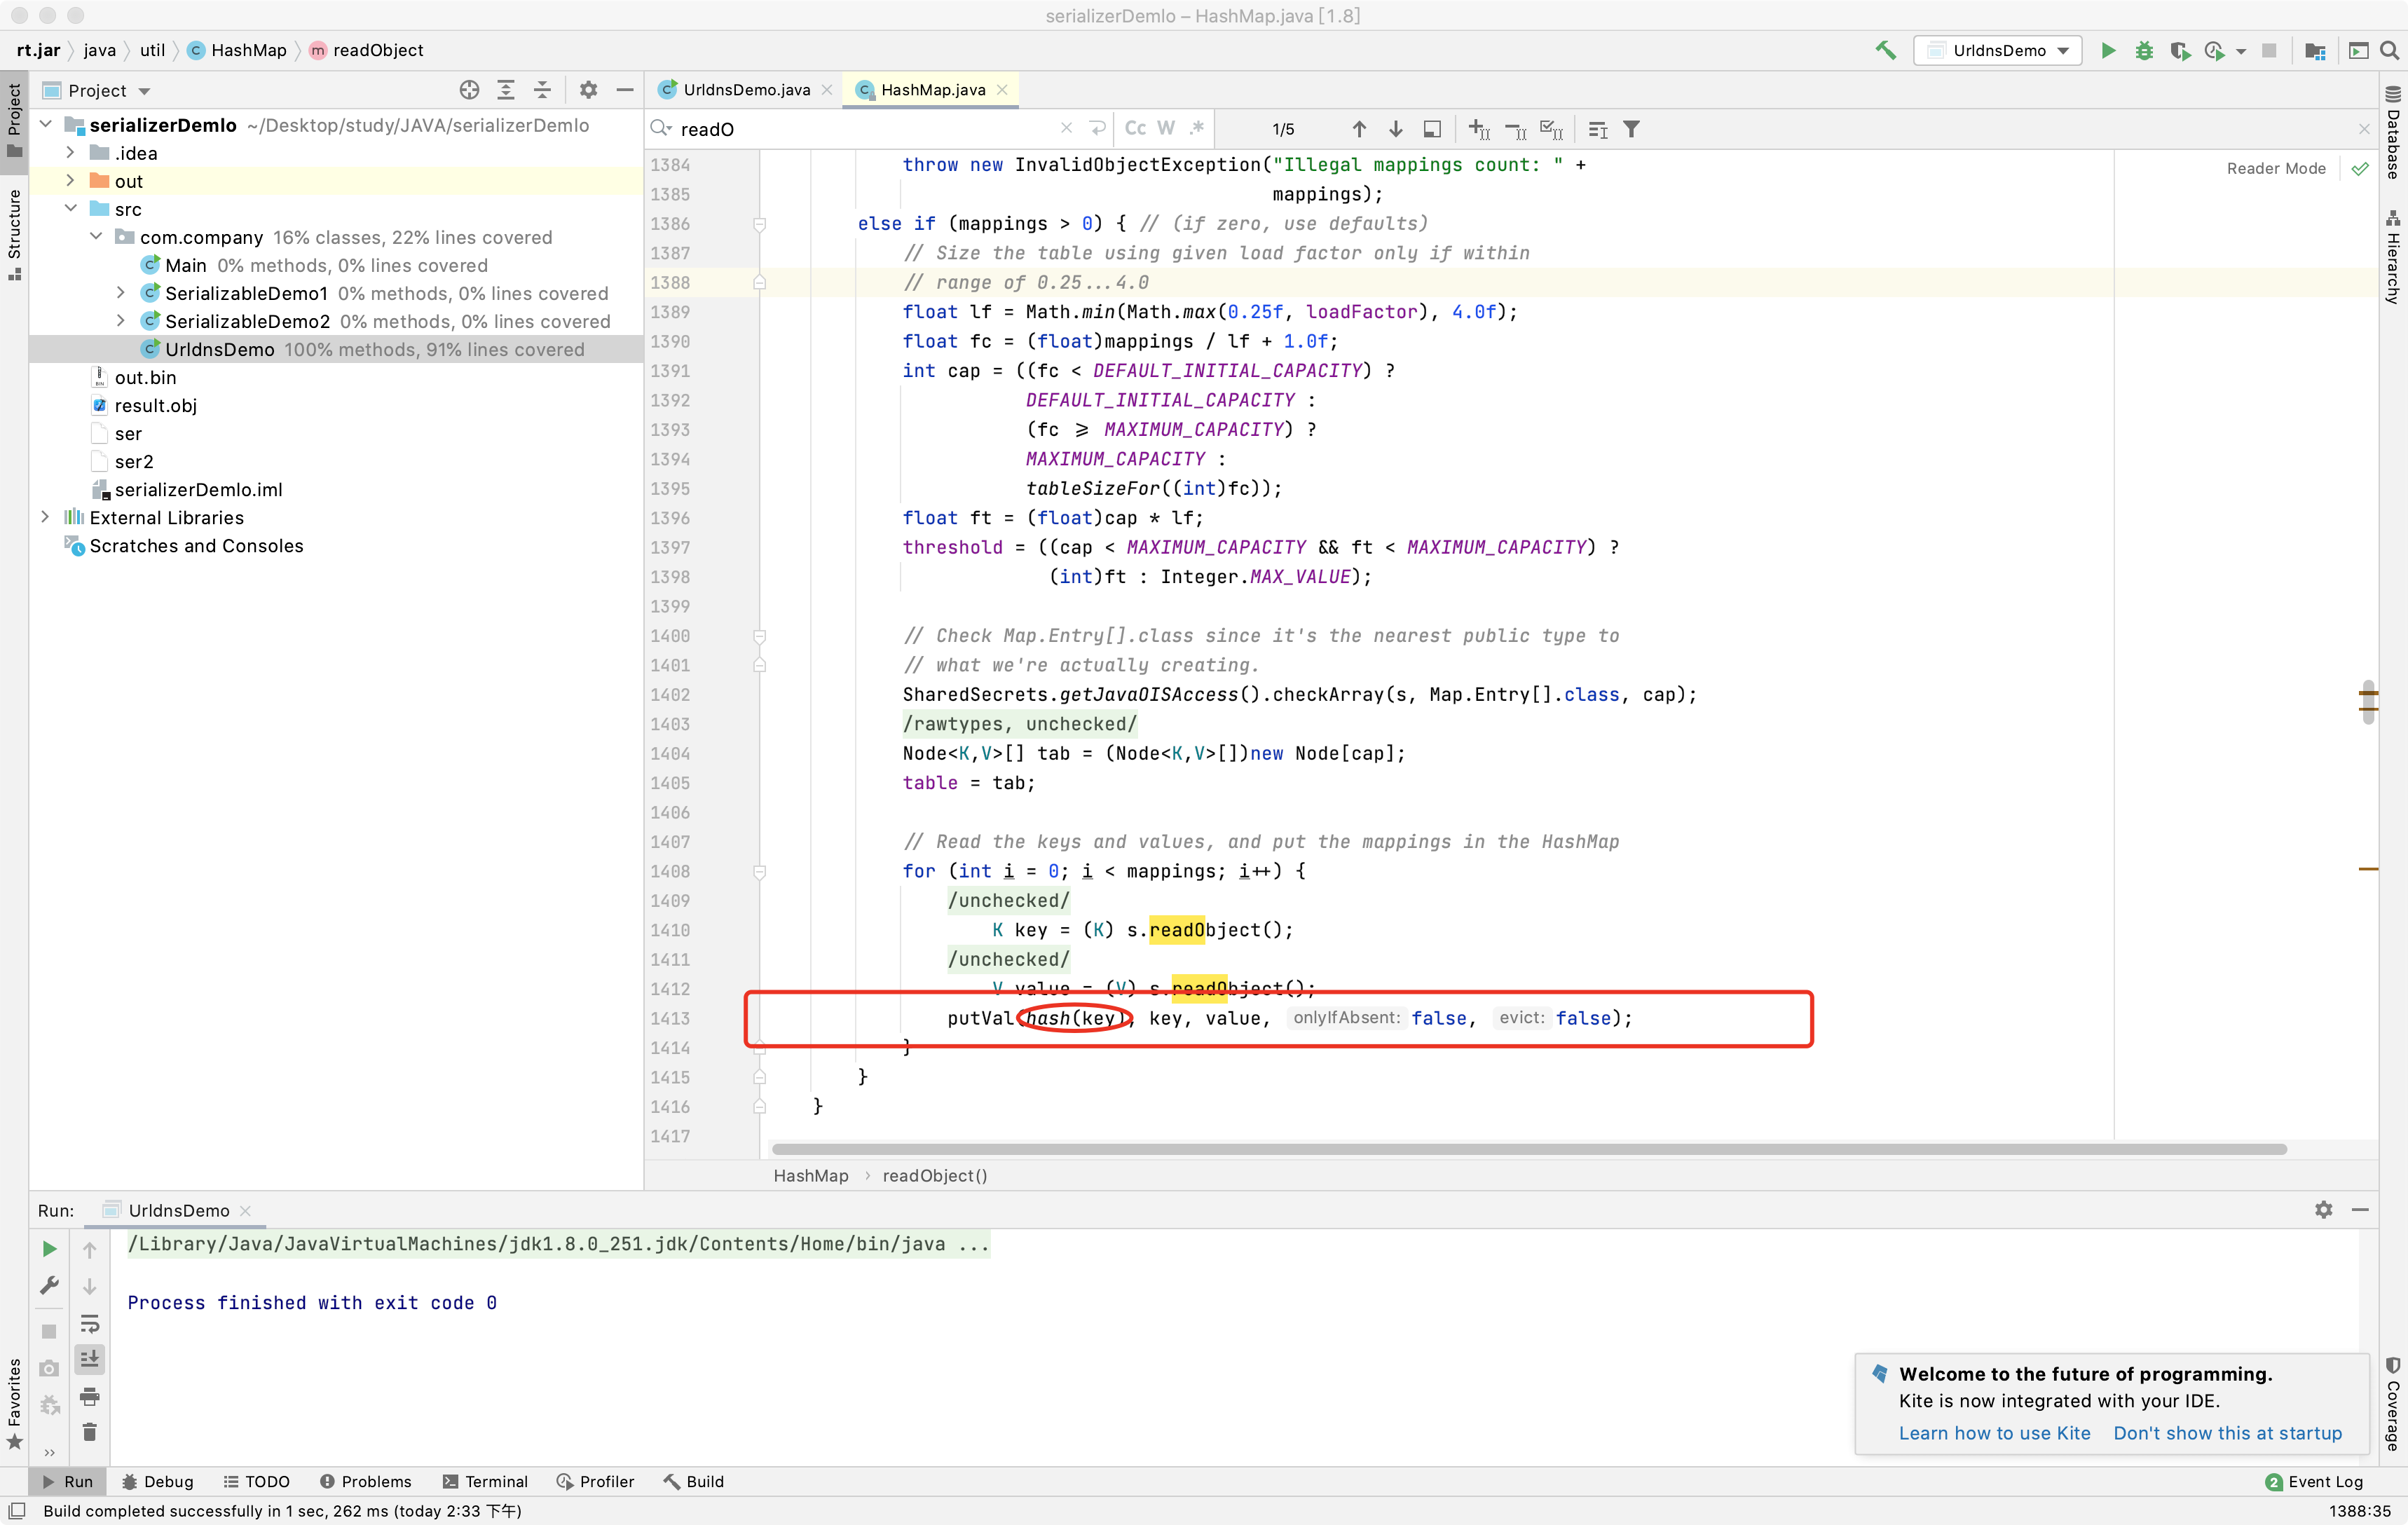 serializerDemIo – HashMap.java [1.8]
rt.jar java util HashMap readObject
UrldnsDemo
Project
UrldnsDemo.java
HashMap.java
readO
Cc W .*
1/5
Project
Structure
Favorites
serializerDemIo ~/Desktop/study/JAVA/serializerDemIo
.idea
out
src
com.company 16% classes, 22% lines covered
Main 0% methods, 0% lines covered
SerializableDemo1 0% methods, 0% lines covered
SerializableDemo2 0% methods, 0% lines covered
UrldnsDemo 100% methods, 91% lines covered
out.bin
result.obj
ser
ser2
serializerDemIo.iml
External Libraries
Scratches and Consoles
Reader Mode
1384 throw new InvalidObjectException("Illegal mappings count: " +
1385 mappings);
1386 else if (mappings > 0) { // (if zero, use defaults)
1387 // Size the table using given load factor only if within
1388 // range of 0.25...4.0
1389 float lf = Math.min(Math.max(0.25f, loadFactor), 4.0f);
1390 float fc = (float)mappings / lf + 1.0f;
1391 int cap = ((fc < DEFAULT_INITIAL_CAPACITY) ?
1392 DEFAULT_INITIAL_CAPACITY :
1393 (fc >= MAXIMUM_CAPACITY) ?
1394 MAXIMUM_CAPACITY :
1395 tableSizeFor((int)fc));
1396 float ft = (float)cap * lf;
1397 threshold = ((cap < MAXIMUM_CAPACITY && ft < MAXIMUM_CAPACITY) ?
1398 (int)ft : Integer.MAX_VALUE);
1399
1400 // Check Map.Entry[].class since it's the nearest public type to
1401 // what we're actually creating.
1402 SharedSecrets.getJavaOISAccess().checkArray(s, Map.Entry[].class, cap);
1403 /rawtypes, unchecked/
1404 Node<K,V>[] tab = (Node<K,V>[])new Node[cap];
1405 table = tab;
1406
1407 // Read the keys and values, and put the mappings in the HashMap
1408 for (int i = 0; i < mappings; i++) {
1409 /unchecked/
1410 K key = (K) s.readObject();
1411 /unchecked/
1412 V value = (V) s.readObject();
1413 putVal(hash(key), key, value, onlyIfAbsent: false, evict: false);
1414 }
1415 }
1416 }
1417
HashMap readObject()
Database
Hierarchy
Coverage
Run: UrldnsDemo
/Library/Java/JavaVirtualMachines/jdk1.8.0_251.jdk/Contents/Home/bin/java ...
Process finished with exit code 0
Welcome to the future of programming.
Kite is now integrated with your IDE.
Learn how to use Kite Don't show this at startup
Run Debug TODO Problems Terminal Profiler Build
2 Event Log
Build completed successfully in 1 sec, 262 ms (today 2:33 下午)
1388:35